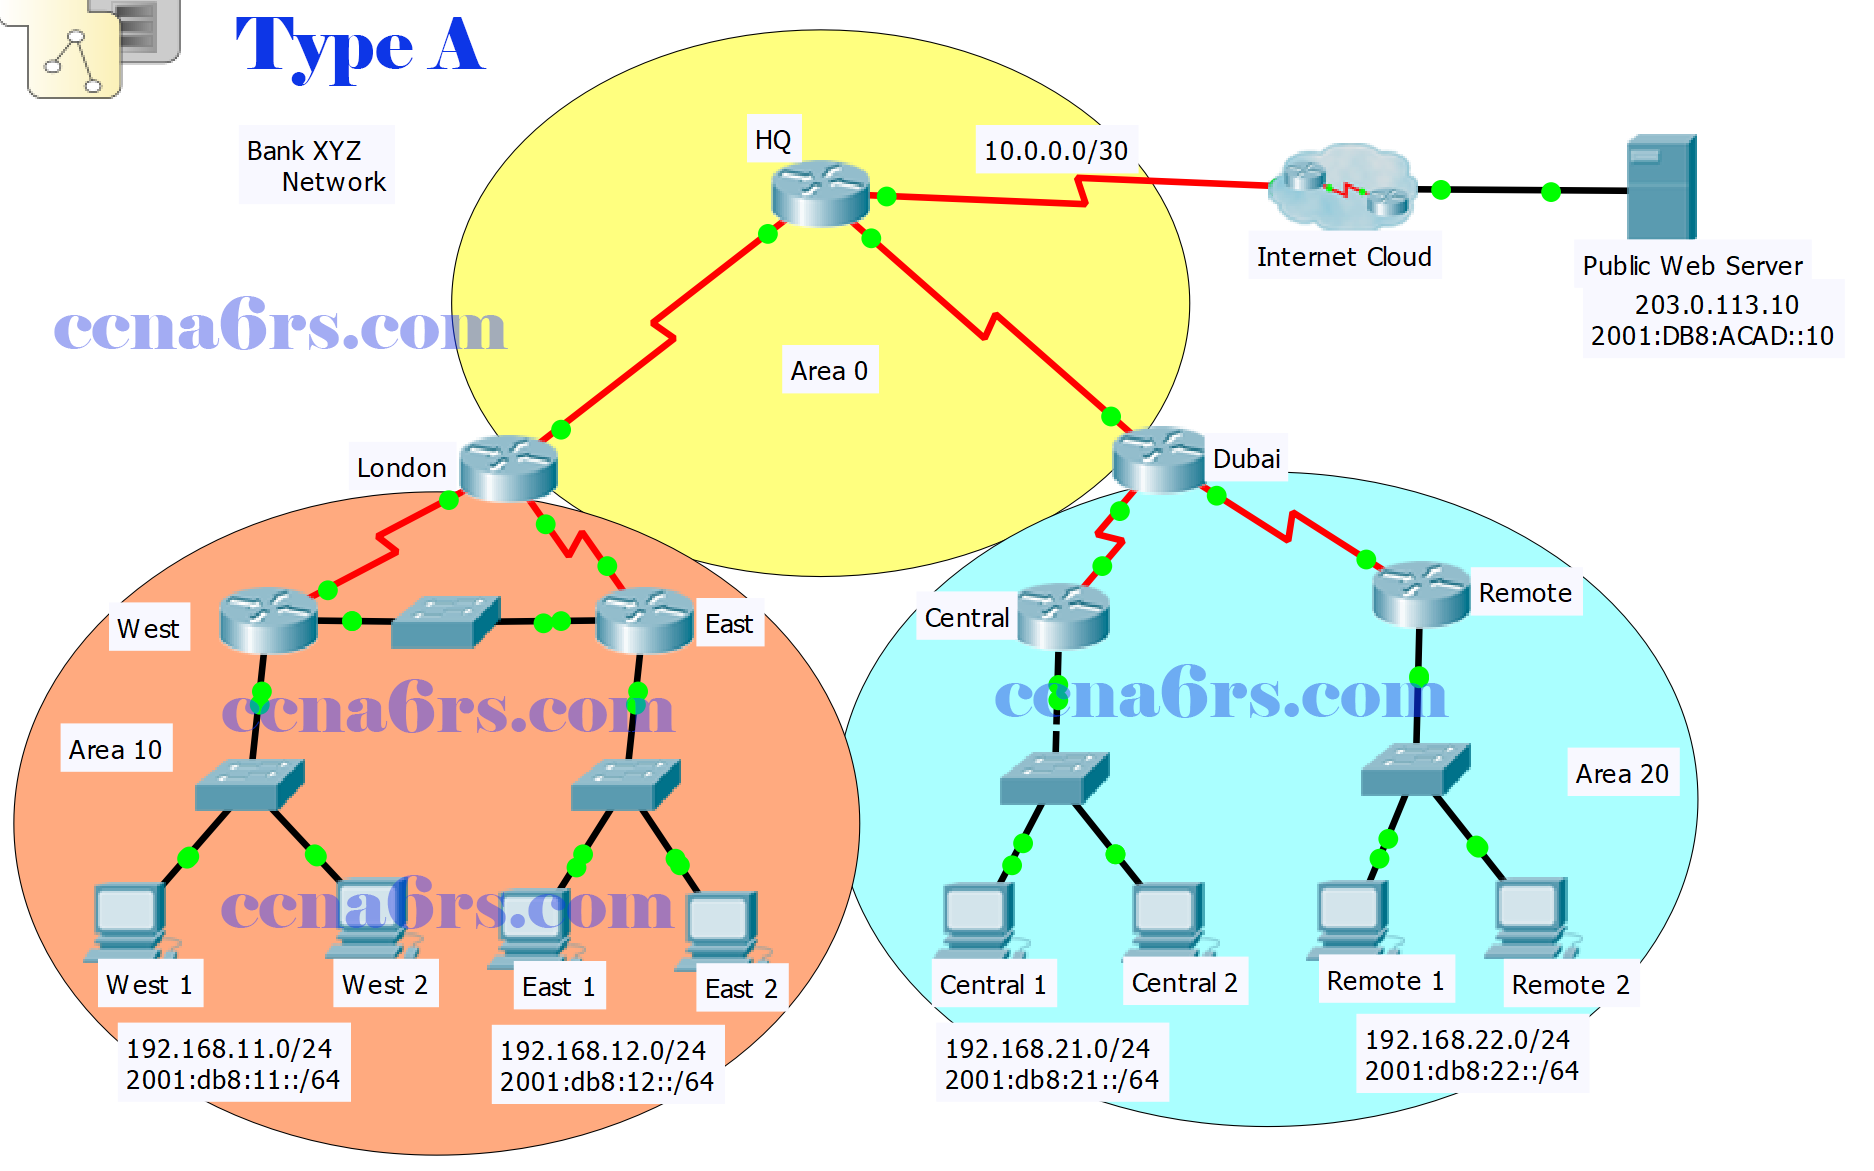 Type A
Bank XYZ
Network
HQ
10.0.0.0/30
Internet Cloud
Public Web Server
203.0.113.10
2001:DB8:ACAD::10
ccna6rs.com
Area 0
London
Dubai
West
East
Central
Remote
ccna6rs.com
ccna6rs.com
Area 10
Area 20
ccna6rs.com
West 1
West 2
East 1
East 2
Central 1
Central 2
Remote 1
Remote 2
192.168.11.0/24
2001:db8:11::/64
192.168.12.0/24
2001:db8:12::/64
192.168.21.0/24
2001:db8:21::/64
192.168.22.0/24
2001:db8:22::/64